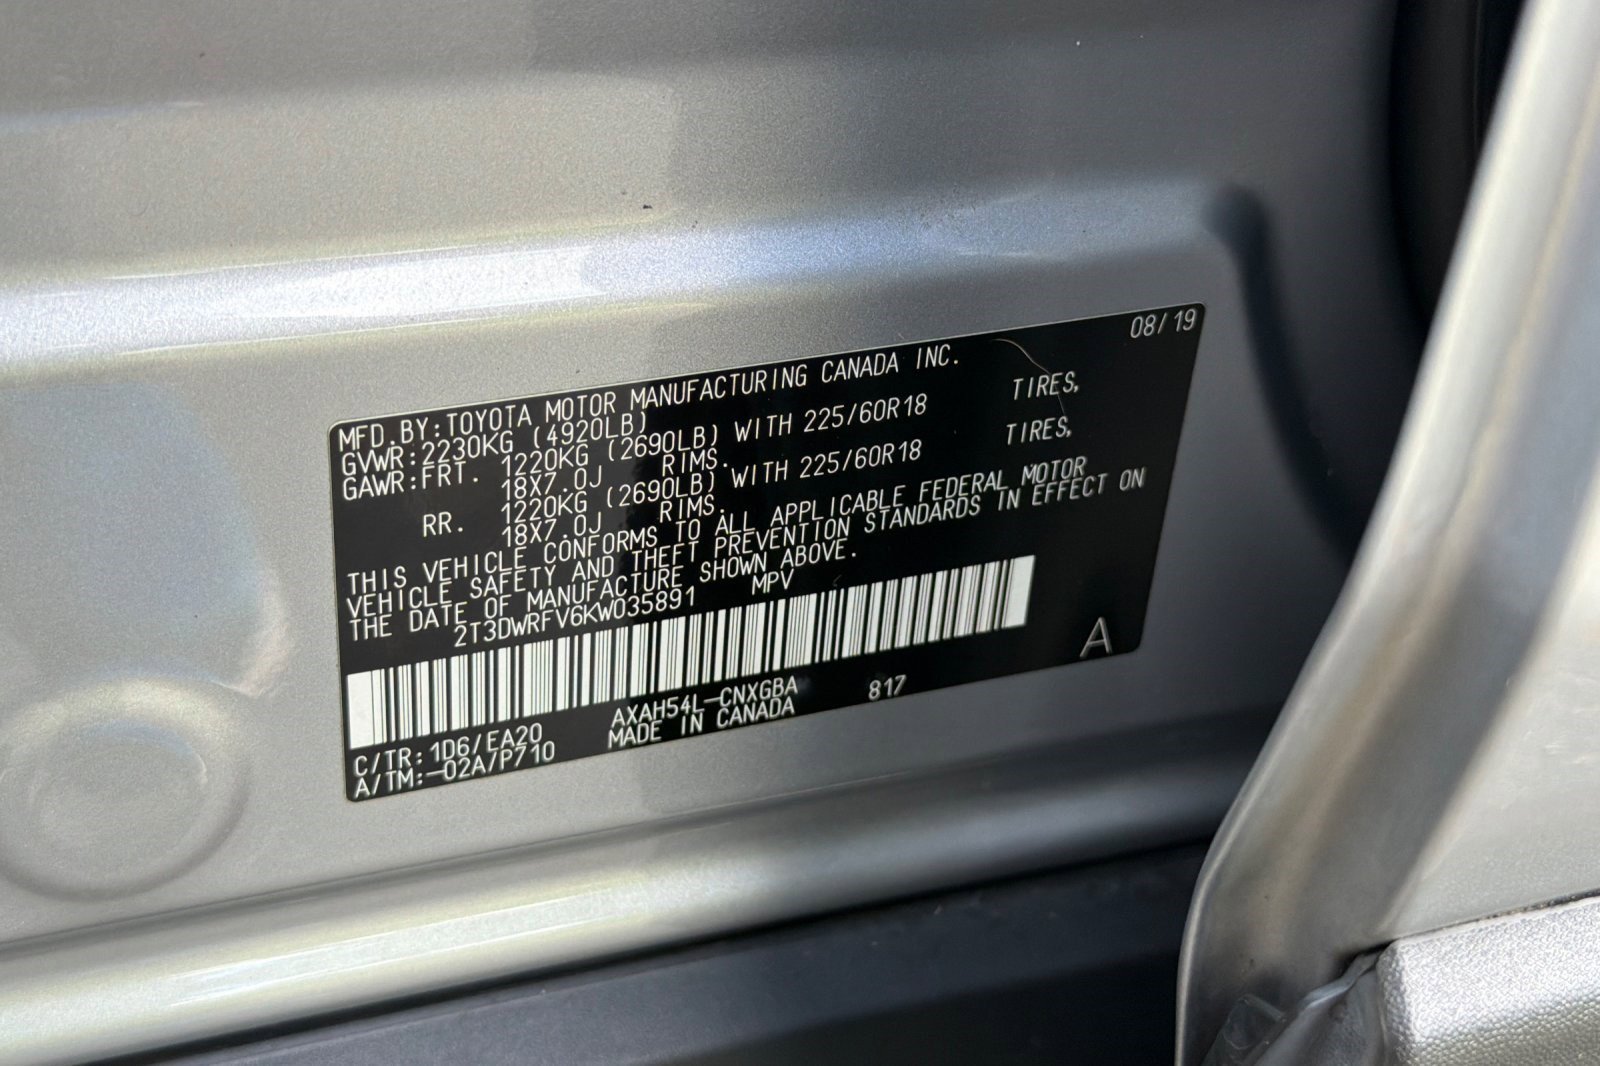 08/19
MFD.BY:TOYOTA MOTOR MANUFACTURING CANADA INC.
GVWR:2230KG (4920LB)
GAWR:FRT. 1220KG (2690LB) WITH 225/60R18 TIRES,
18X7.0J RIMS.
RR. 1220KG (2690LB) WITH 225/60R18 TIRES,
18X7.0J RIMS.
THIS VEHICLE CONFORMS TO ALL APPLICABLE FEDERAL MOTOR
VEHICLE SAFETY AND THEFT PREVENTION STANDARDS IN EFFECT ON
THE DATE OF MANUFACTURE SHOWN ABOVE.
2T3DWRFV6KW035891 MPV
A
C/TR:1D6/EA20 AXAH54L-CNXGBA 817
A/TM:-02A/P710 MADE IN CANADA